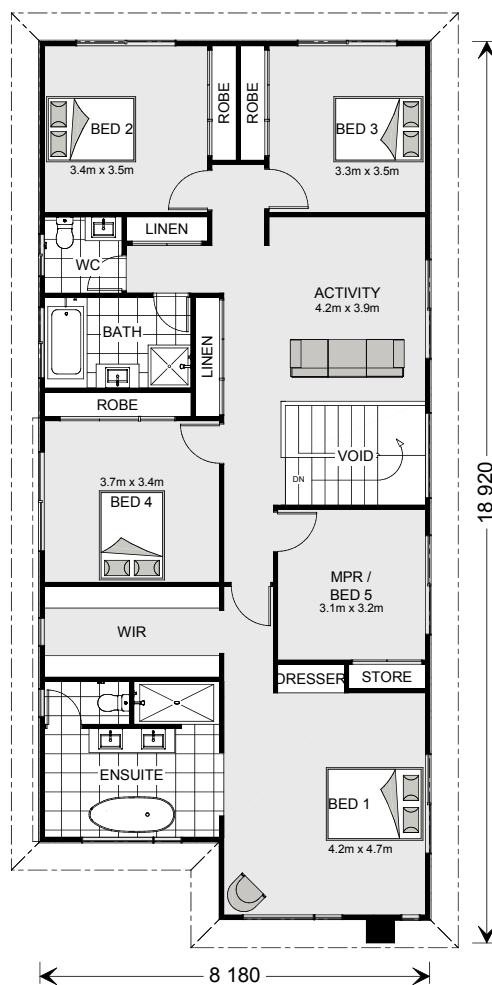 BED 2
3.4m x 3.5m
ROBE
ROBE
BED 3
3.3m x 3.5m
LINEN
WC
ACTIVITY
4.2m x 3.9m
BATH
LINEN
ROBE
VOID
DN
18 920
3.7m x 3.4m
BED 4
MPR /
BED 5
3.1m x 3.2m
WIR
DRESSER
STORE
ENSUITE
BED 1
4.2m x 4.7m
8 180